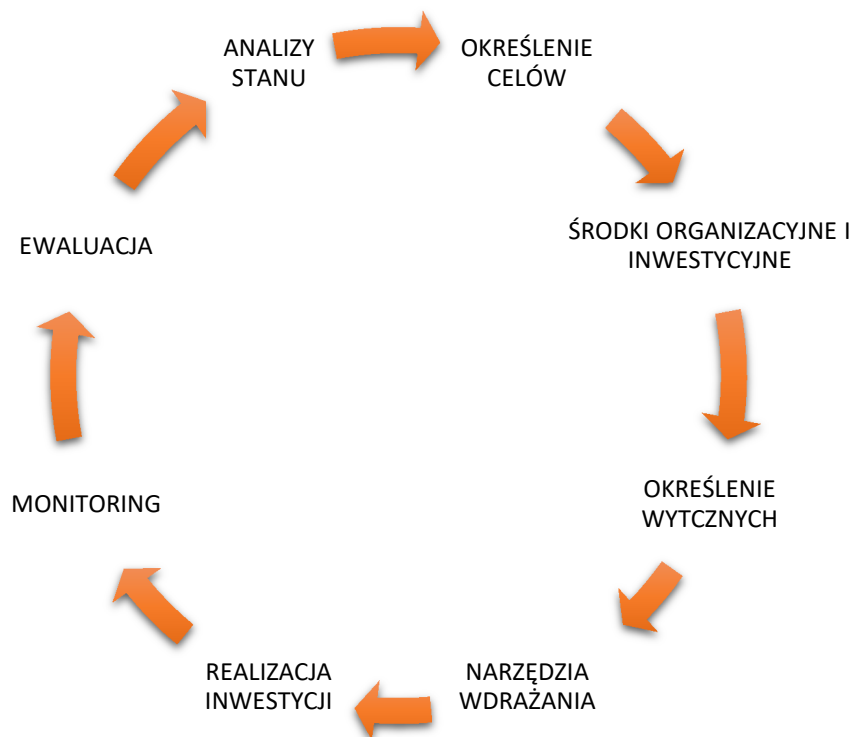 ANALIZY
STANU
OKREŚLENIE
CELÓW
ŚRODKI ORGANIZACYJNE I
INWESTYCYJNE
OKREŚLENIE
WYTCZNYCH
NARZĘDZIA
WDRAŻANIA
REALIZACJA
INWESTYCJI
MONITORING
EWALUACJA